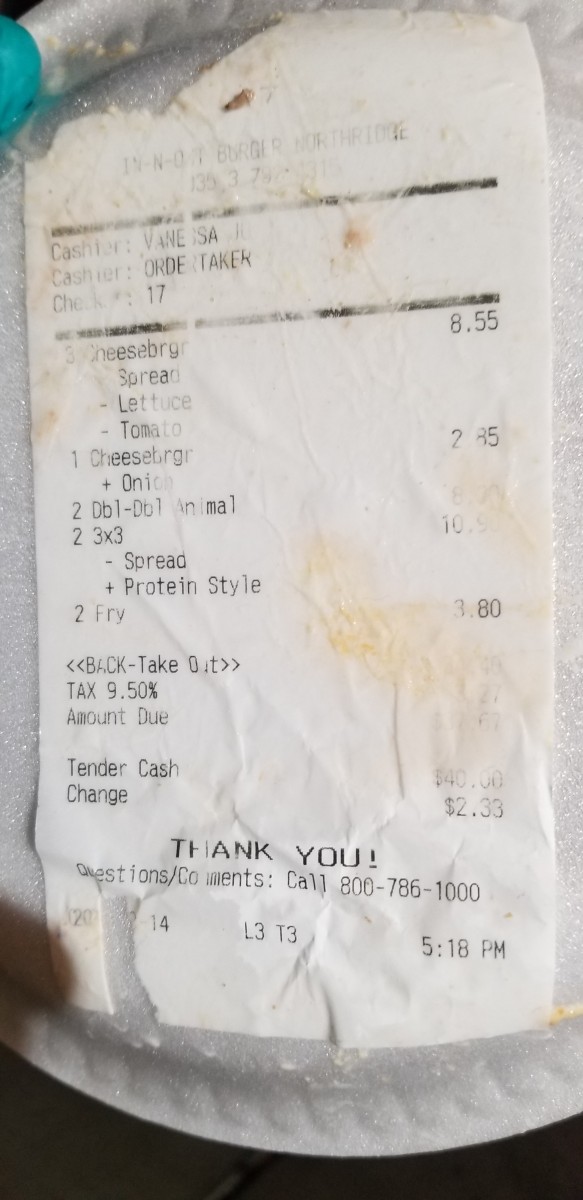 IN-N-OUT BURGER NORTHRIDGE
Cashier: VANESSA
Cashier: ORDERTAKER
Check #: 17
3 Cheesebrgr 8.55
Spread
- Lettuce
- Tomato
1 Cheesebrgr 2.85
+ Onion
2 Dbl-Dbl Animal
2 3x3
- Spread
+ Protein Style
2 Fry 3.80
<<BACK-Take Out>>
TAX 9.50%
Amount Due
Tender Cash $40.00
Change $2.33
THANK YOU!
Questions/Comments: Call 800-786-1000
14 L3 T3 5:18 PM